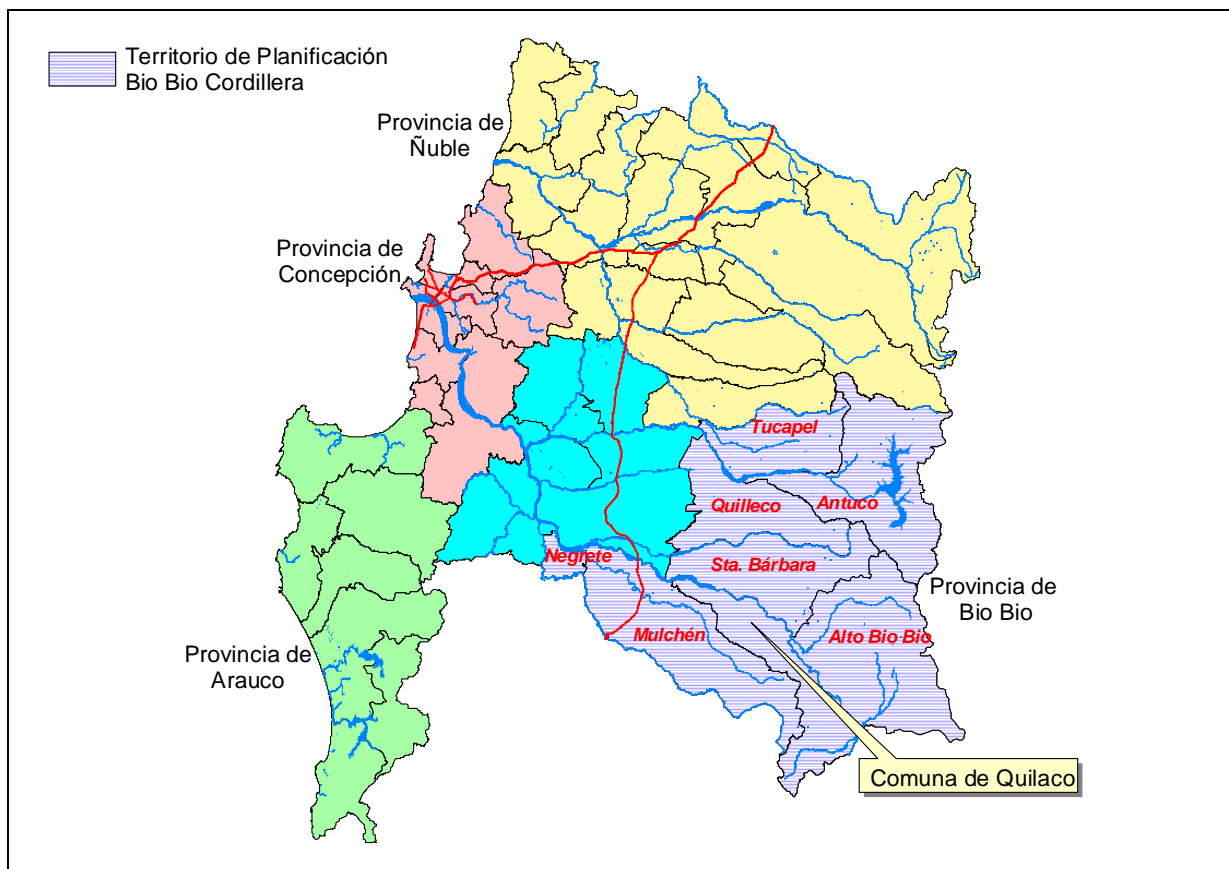 Territorio de Planificación
Bio Bio Cordillera
Provincia de
Ñuble
Provincia de
Concepción
Tucapel
Quilleco
Antuco
Negrete
Sta. Bárbara
Provincia de
Bio Bio
Mulchén
Alto Bio Bio
Provincia de
Arauco
Comuna de Quilaco